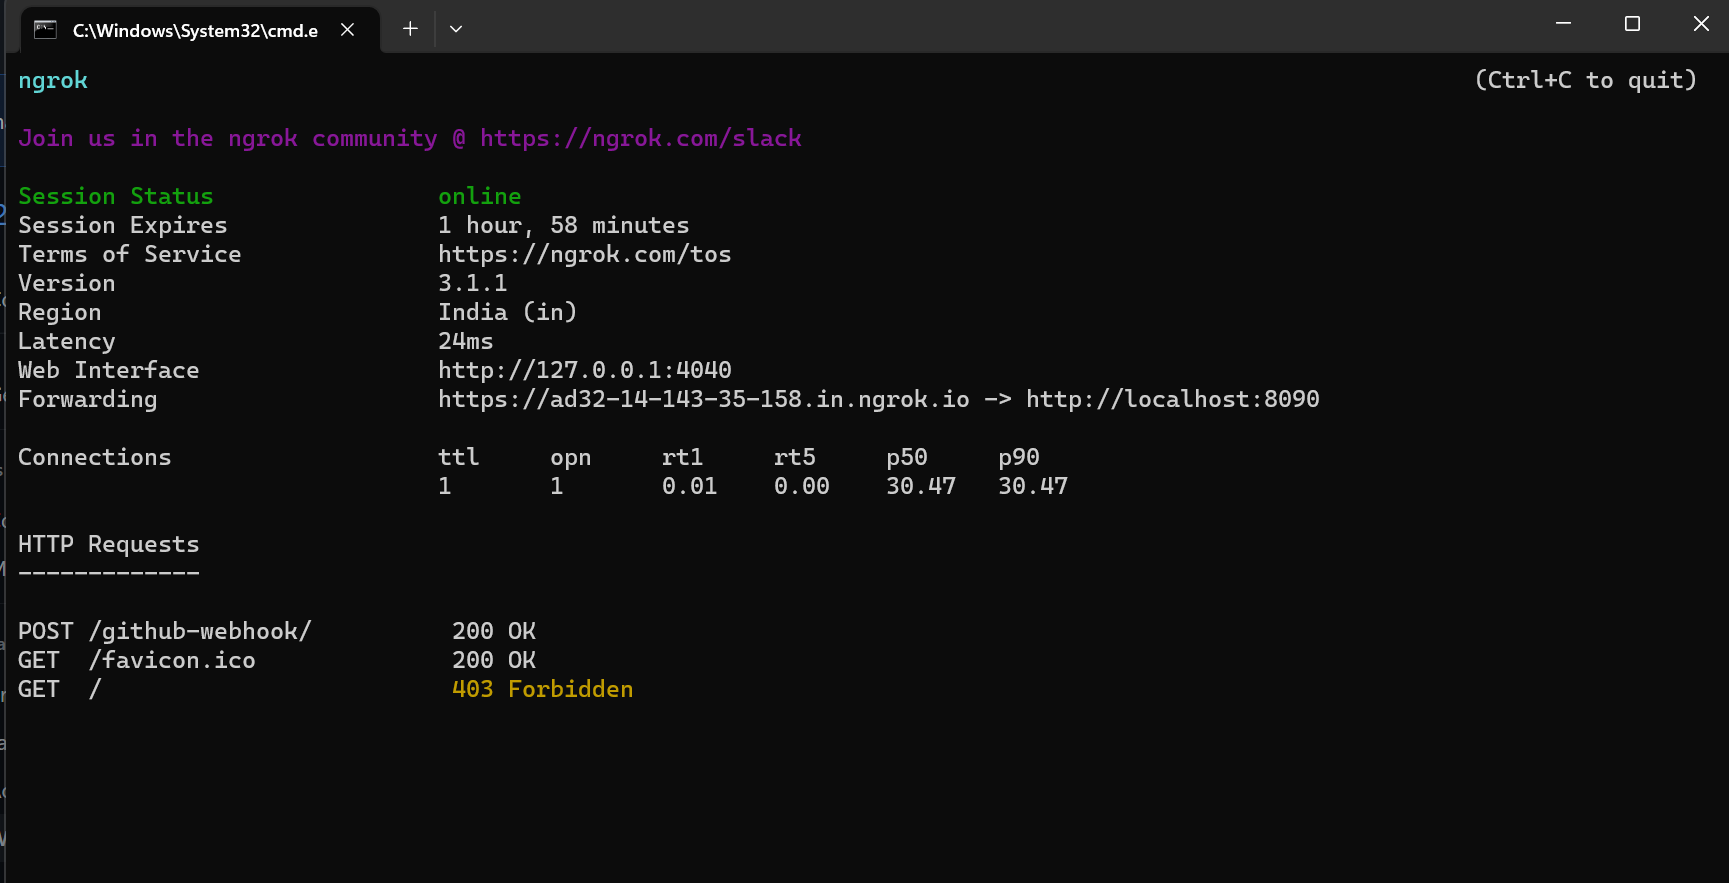 C:\Windows\System32\cmd.e
ngrok (Ctrl+C to quit)
Join us in the ngrok community @ https://ngrok.com/slack
Session Status online
Session Expires 1 hour, 58 minutes
Terms of Service https://ngrok.com/tos
Version 3.1.1
Region India (in)
Latency 24ms
Web Interface http://127.0.0.1:4040
Forwarding https://ad32-14-143-35-158.in.ngrok.io -> http://localhost:8090
Connections ttl opn rt1 rt5 p50 p90
1 1 0.01 0.00 30.47 30.47
HTTP Requests
-------------
POST /github-webhook/ 200 OK
GET /favicon.ico 200 OK
GET / 403 Forbidden